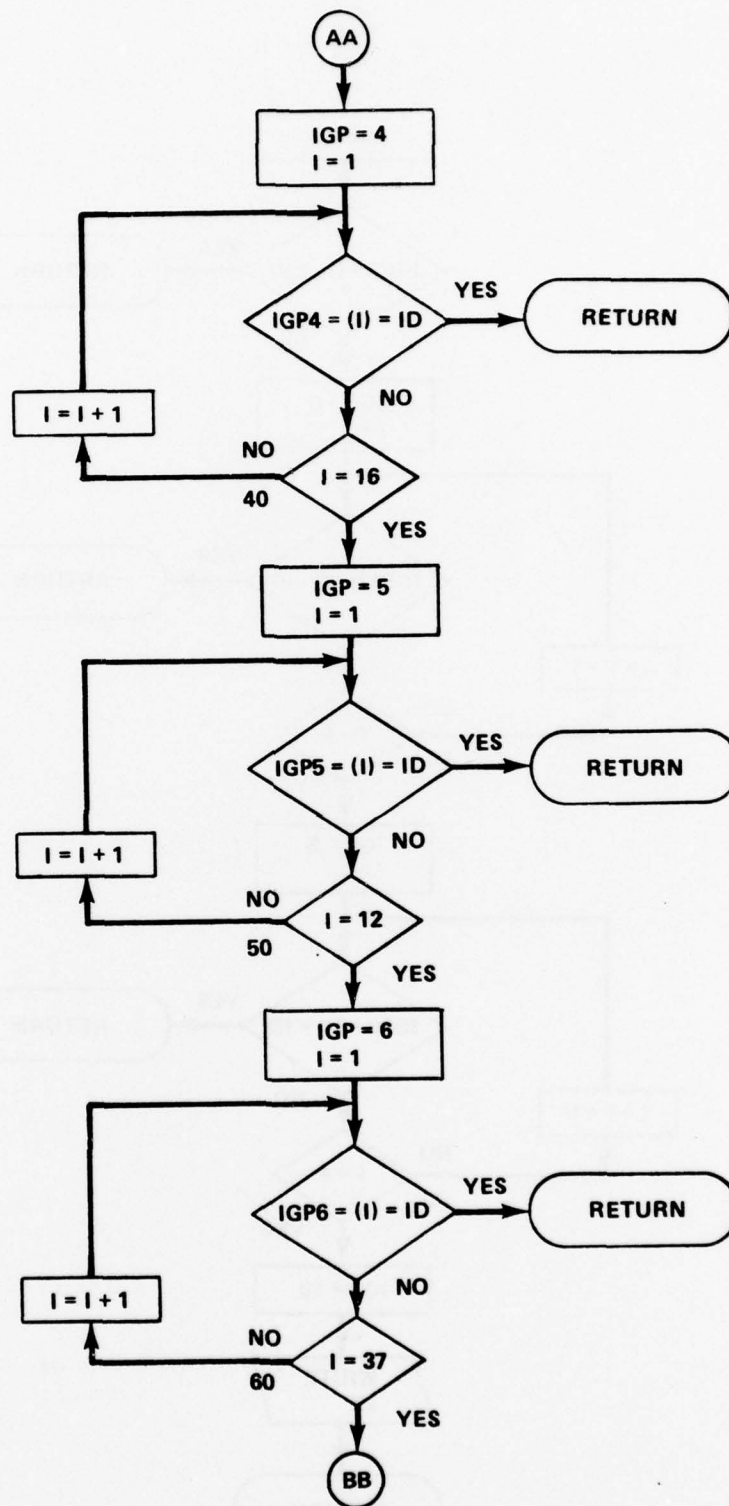 AA
IGP = 4
I = 1
IGP4 = (I) = ID
YES
RETURN
NO
I = I + 1
NO
40
I = 16
YES
IGP = 5
I = 1
IGP5 = (I) = ID
YES
RETURN
NO
I = I + 1
NO
50
I = 12
YES
IGP = 6
I = 1
IGP6 = (I) = ID
YES
RETURN
NO
I = I + 1
NO
60
I = 37
YES
BB